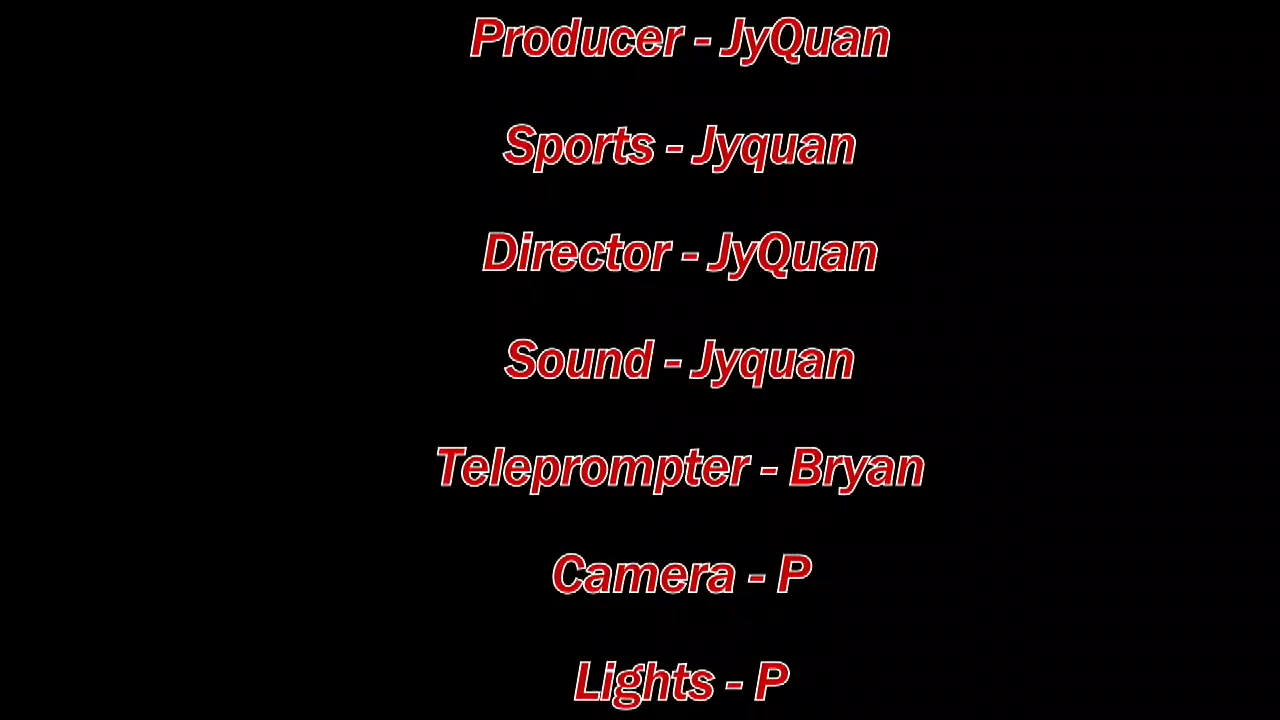 Producer - JyQuan
Sports - Jyquan
Director - JyQuan
Sound - Jyquan
Teleprompter - Bryan
Camera - P
Lights - P